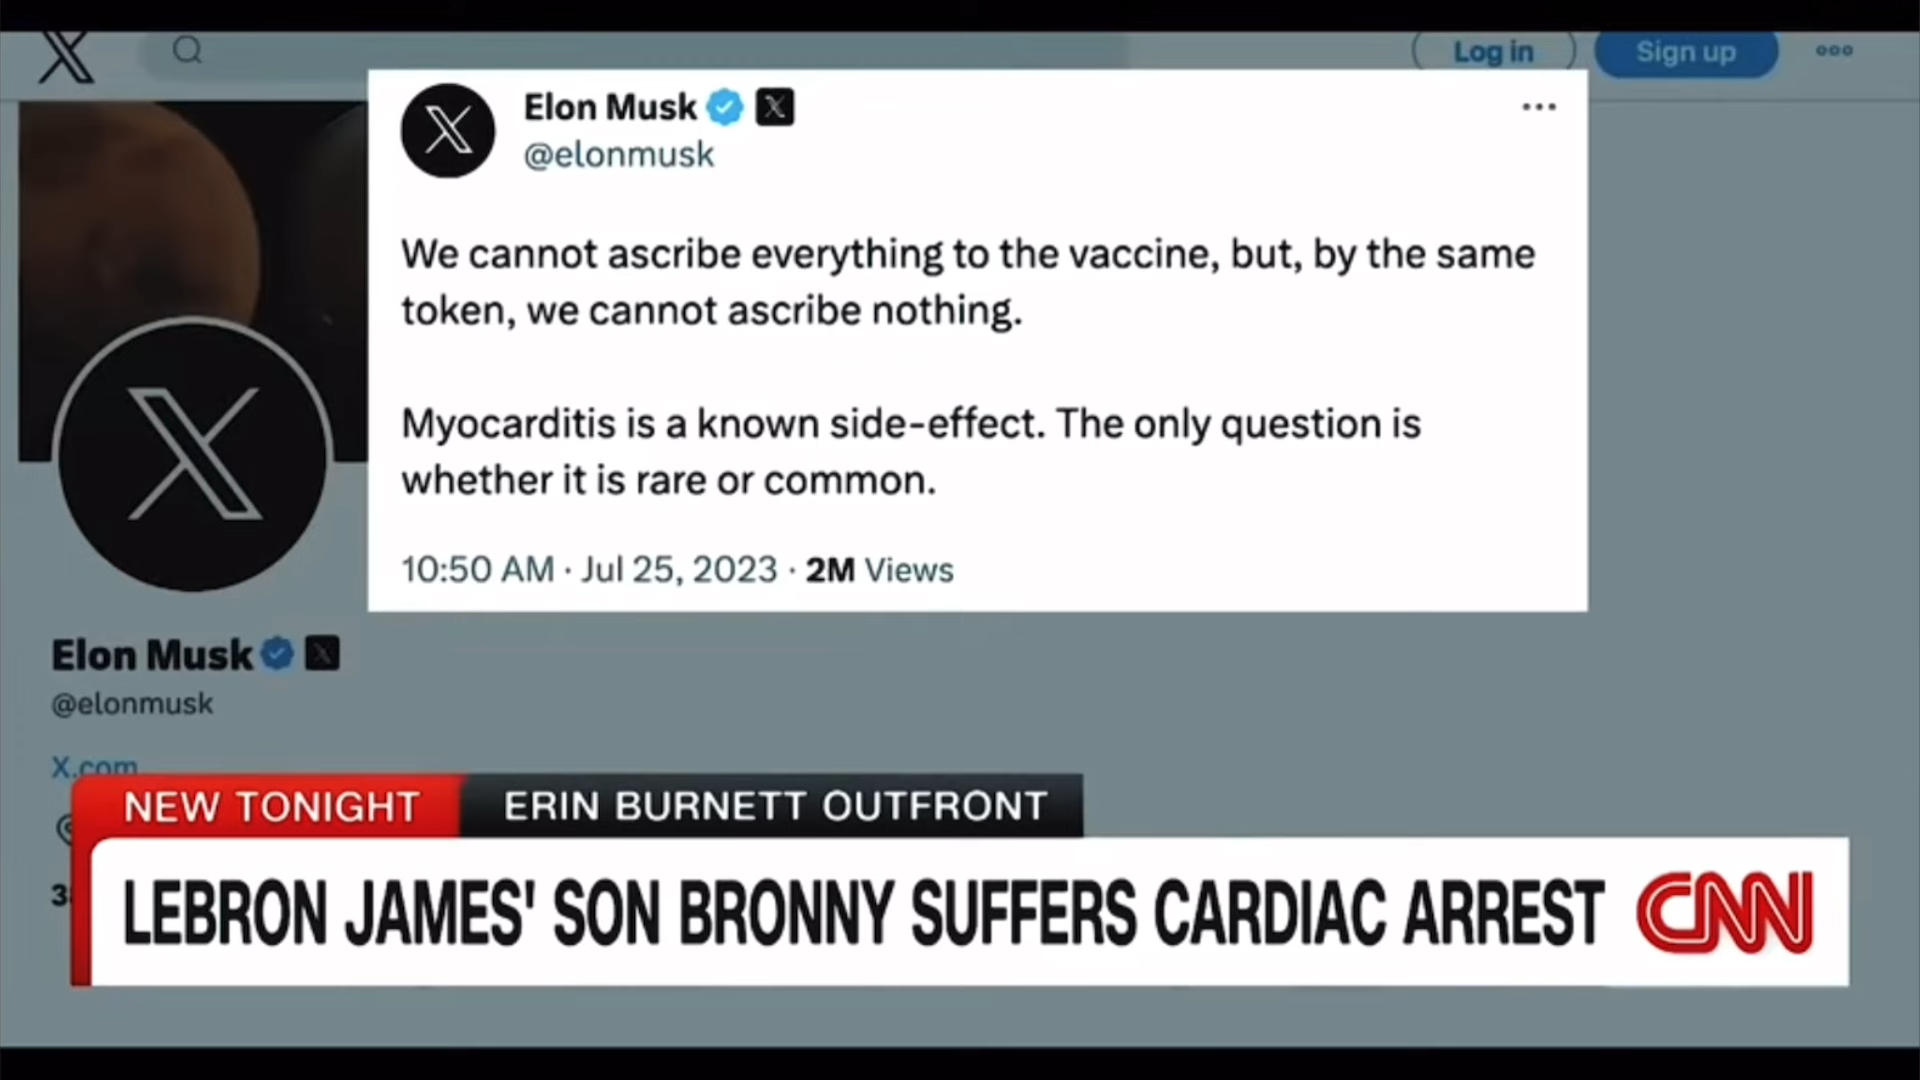 X
Log in
Sign up
Elon Musk
@elonmusk
We cannot ascribe everything to the vaccine, but, by the same
token, we cannot ascribe nothing.
Myocarditis is a known side-effect. The only question is
whether it is rare or common.
10:50 AM · Jul 25, 2023 · 2M Views
Elon Musk
@elonmusk
X.com
NEW TONIGHT
ERIN BURNETT OUTFRONT
LEBRON JAMES' SON BRONNY SUFFERS CARDIAC ARREST
CNN